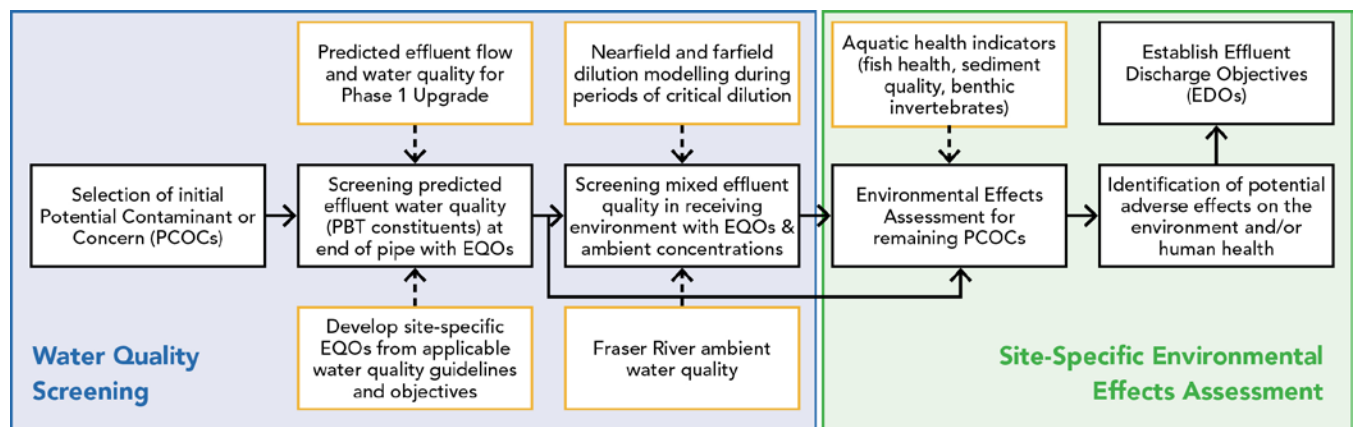 Predicted effluent flow
and water quality for
Phase 1 Upgrade
Nearfield and farfield
dilution modelling during
periods of critical dilution
Aquatic health indicators
(fish health, sediment
quality, benthic
invertebrates)
Establish Effluent
Discharge Objectives
(EDOs)
Selection of initial
Potential Contaminant or
Concern (PCOCs)
Screening predicted
effluent water quality
(PBT constituents) at
end of pipe with EQOs
Screening mixed effluent
quality in receiving
environment with EQOs &
ambient concentrations
Environmental Effects
Assessment for
remaining PCOCs
Identification of potential
adverse effects on the
environment and/or
human health
Develop site-specific
EQOs from applicable
water quality guidelines
and objectives
Fraser River ambient
water quality
Water Quality
Screening
Site-Specific Environmental
Effects Assessment